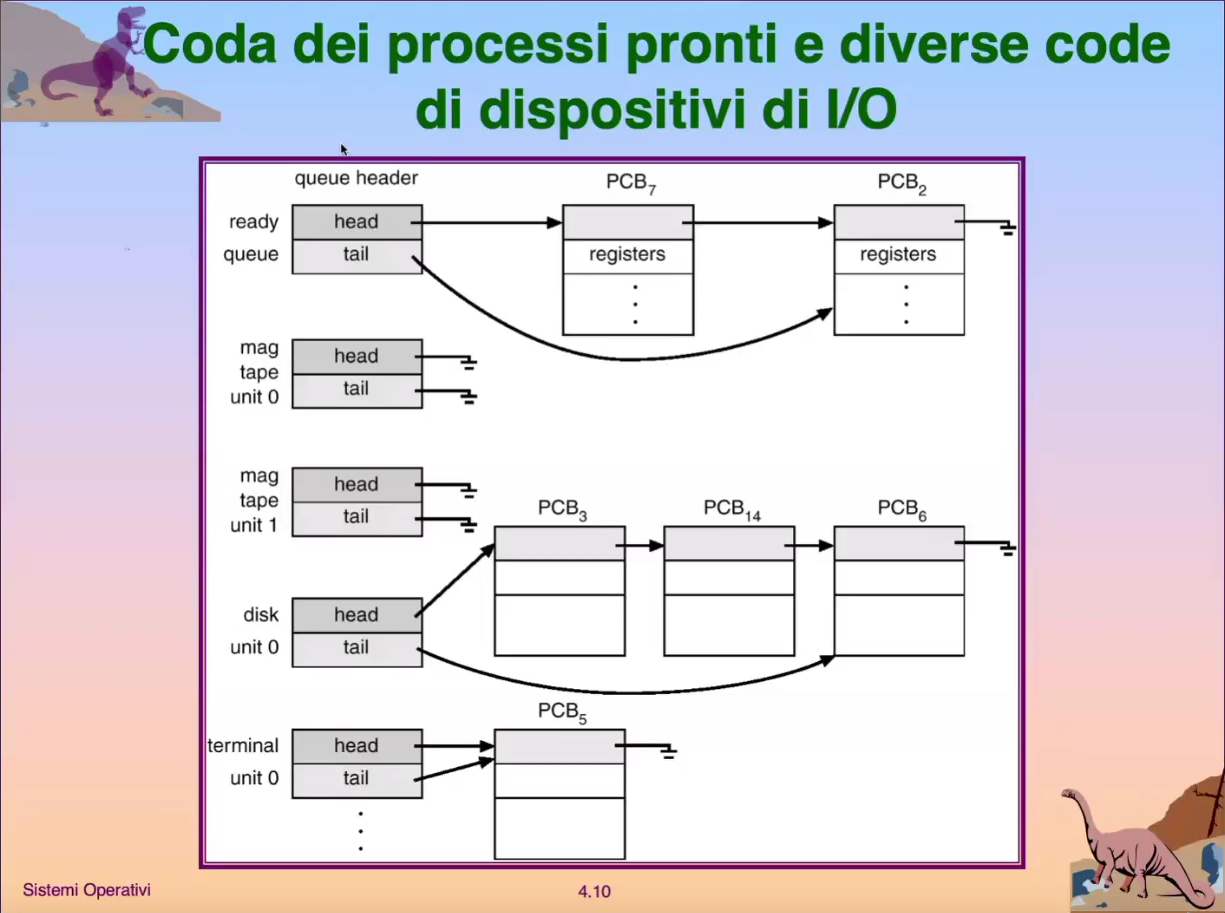 Coda dei processi pronti e diverse code
di dispositivi di I/O
queue header
PCB7
PCB2
ready
head
queue
tail
registers
registers
mag
tape
unit 0
head
tail
mag
tape
unit 1
head
tail
PCB3
PCB14
PCB6
disk
head
unit 0
tail
PCB5
terminal
head
unit 0
tail
Sistemi Operativi
4.10